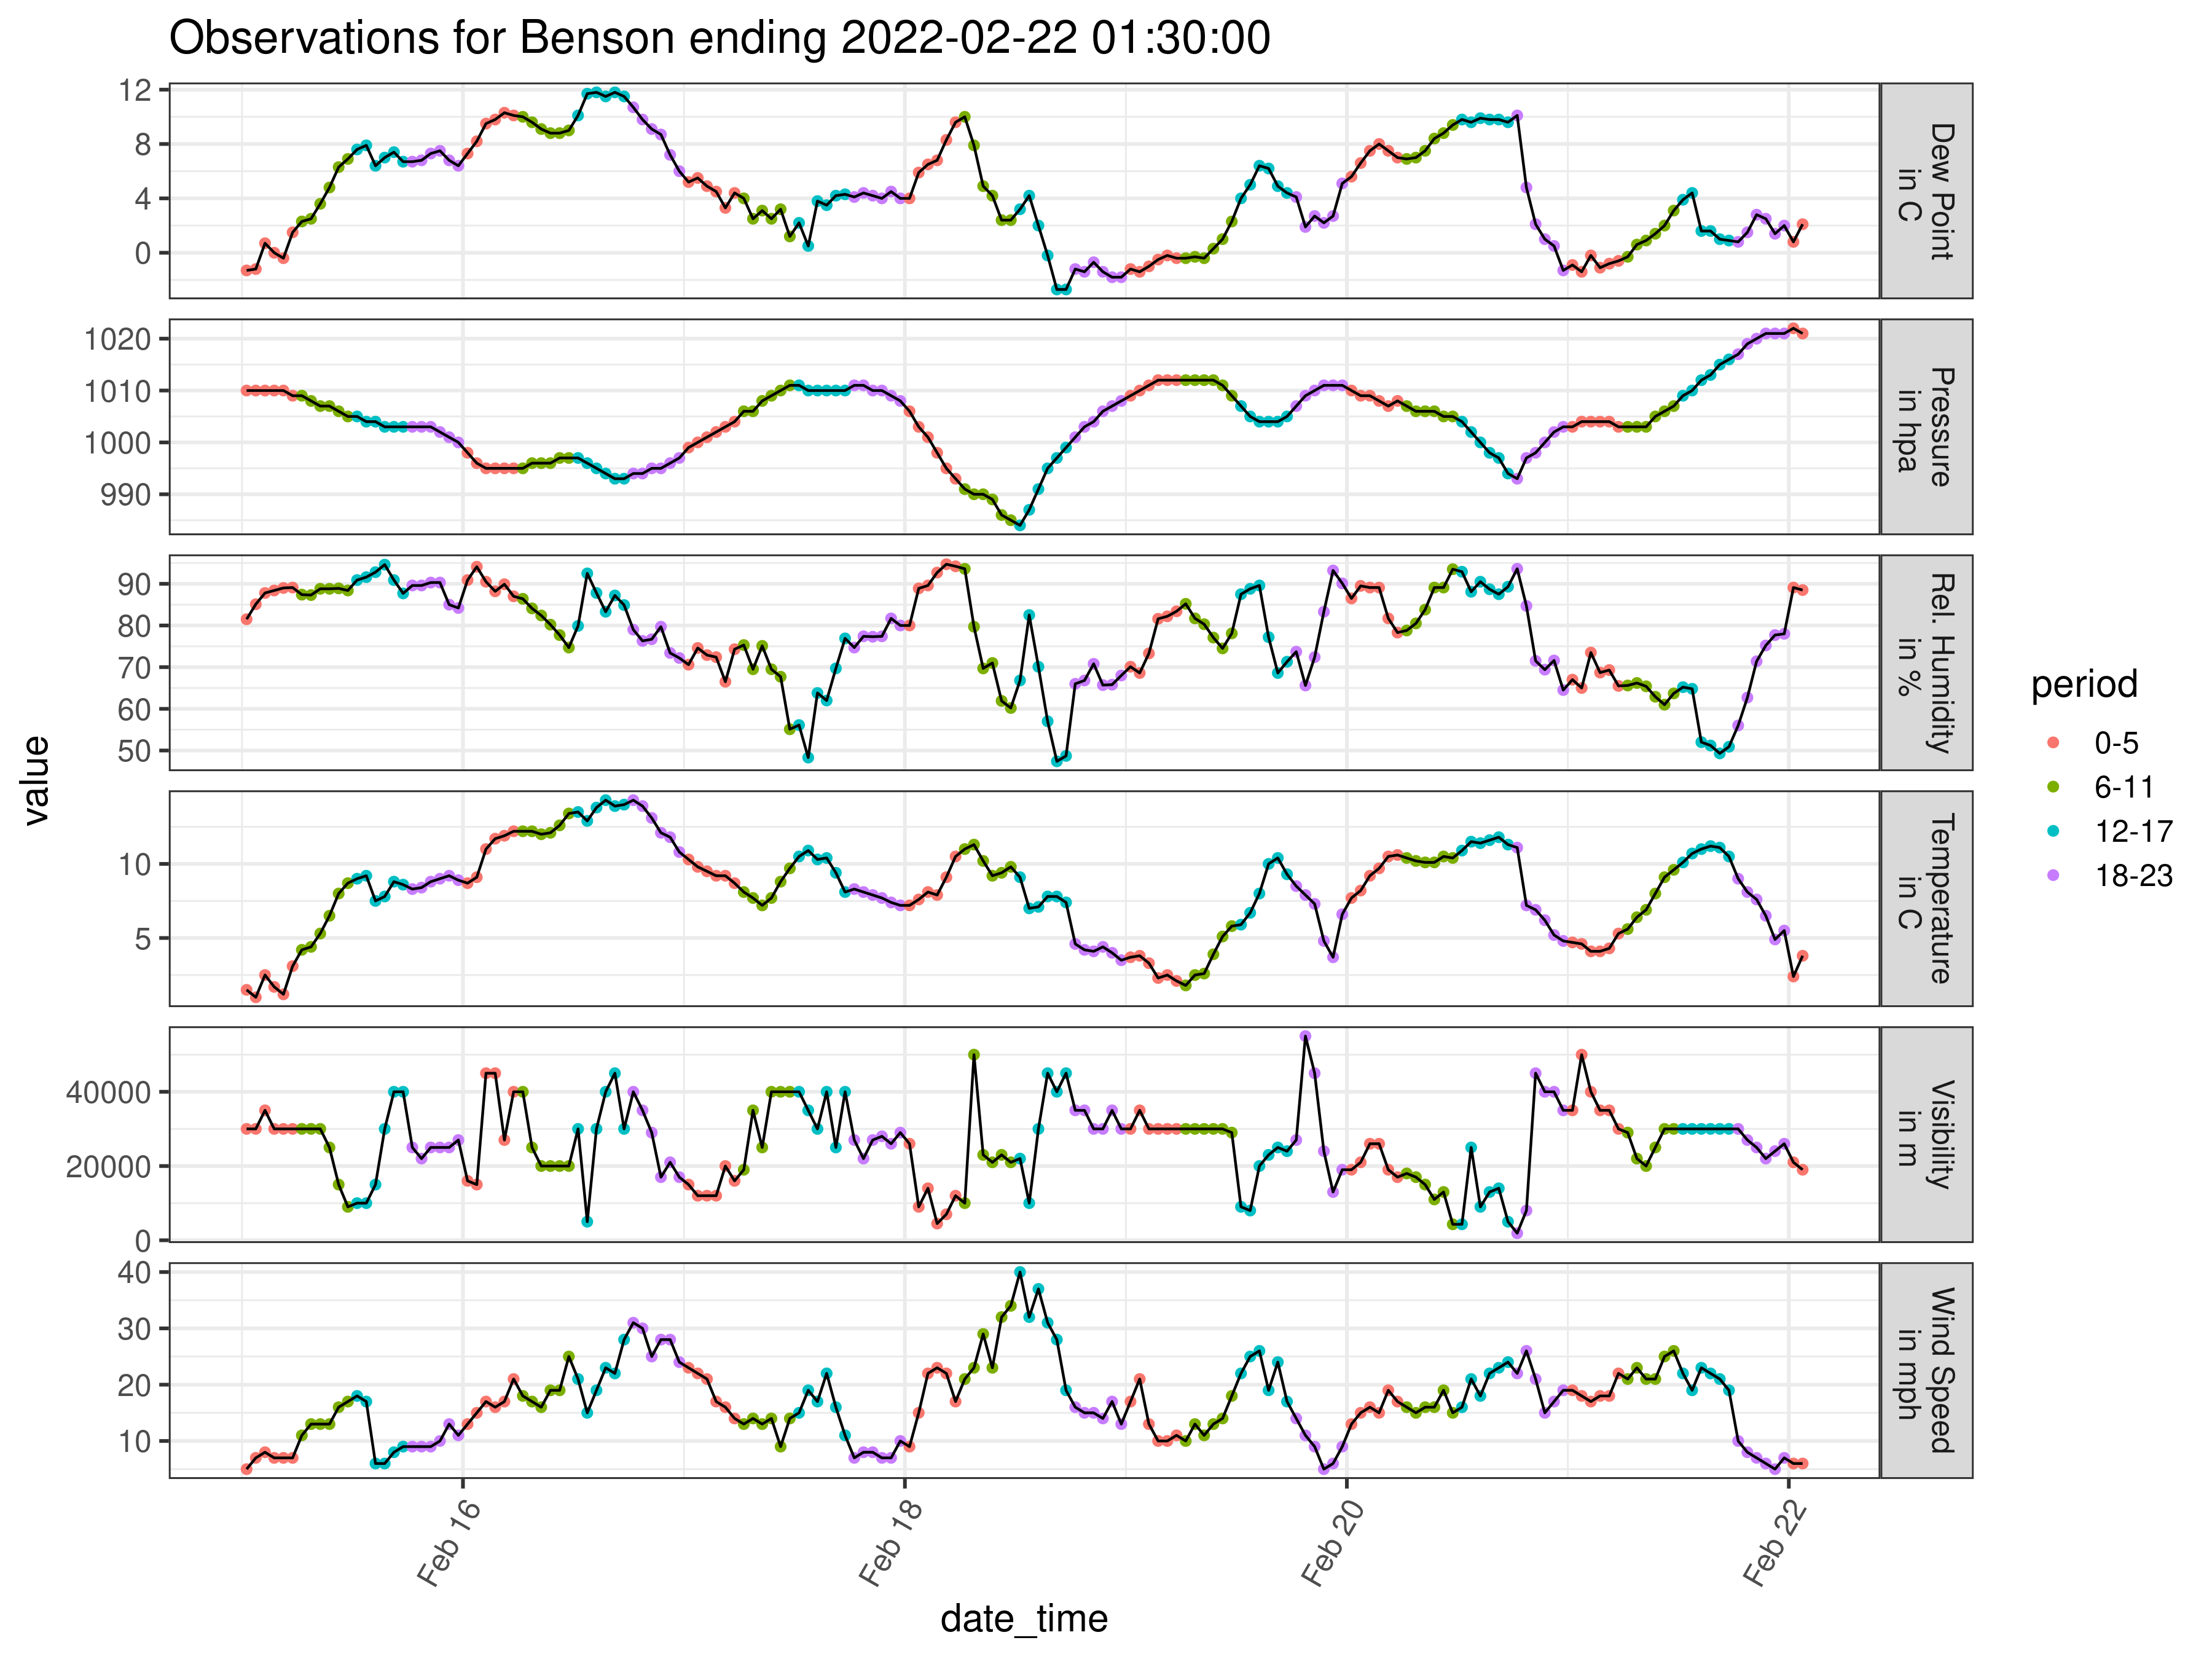 Observations for Benson ending 2022-02-22 01:30:00
12
8
4
0
Dew Point
in C
1020
1010
1000
990
Pressure
in hpa
90
80
70
60
50
Rel. Humidity
in %
10
5
Temperature
in C
40000
20000
0
Visibility
in m
40
30
20
10
Wind Speed
in mph
value
Feb 16
Feb 18
Feb 20
Feb 22
date_time
period
0-5
6-11
12-17
18-23